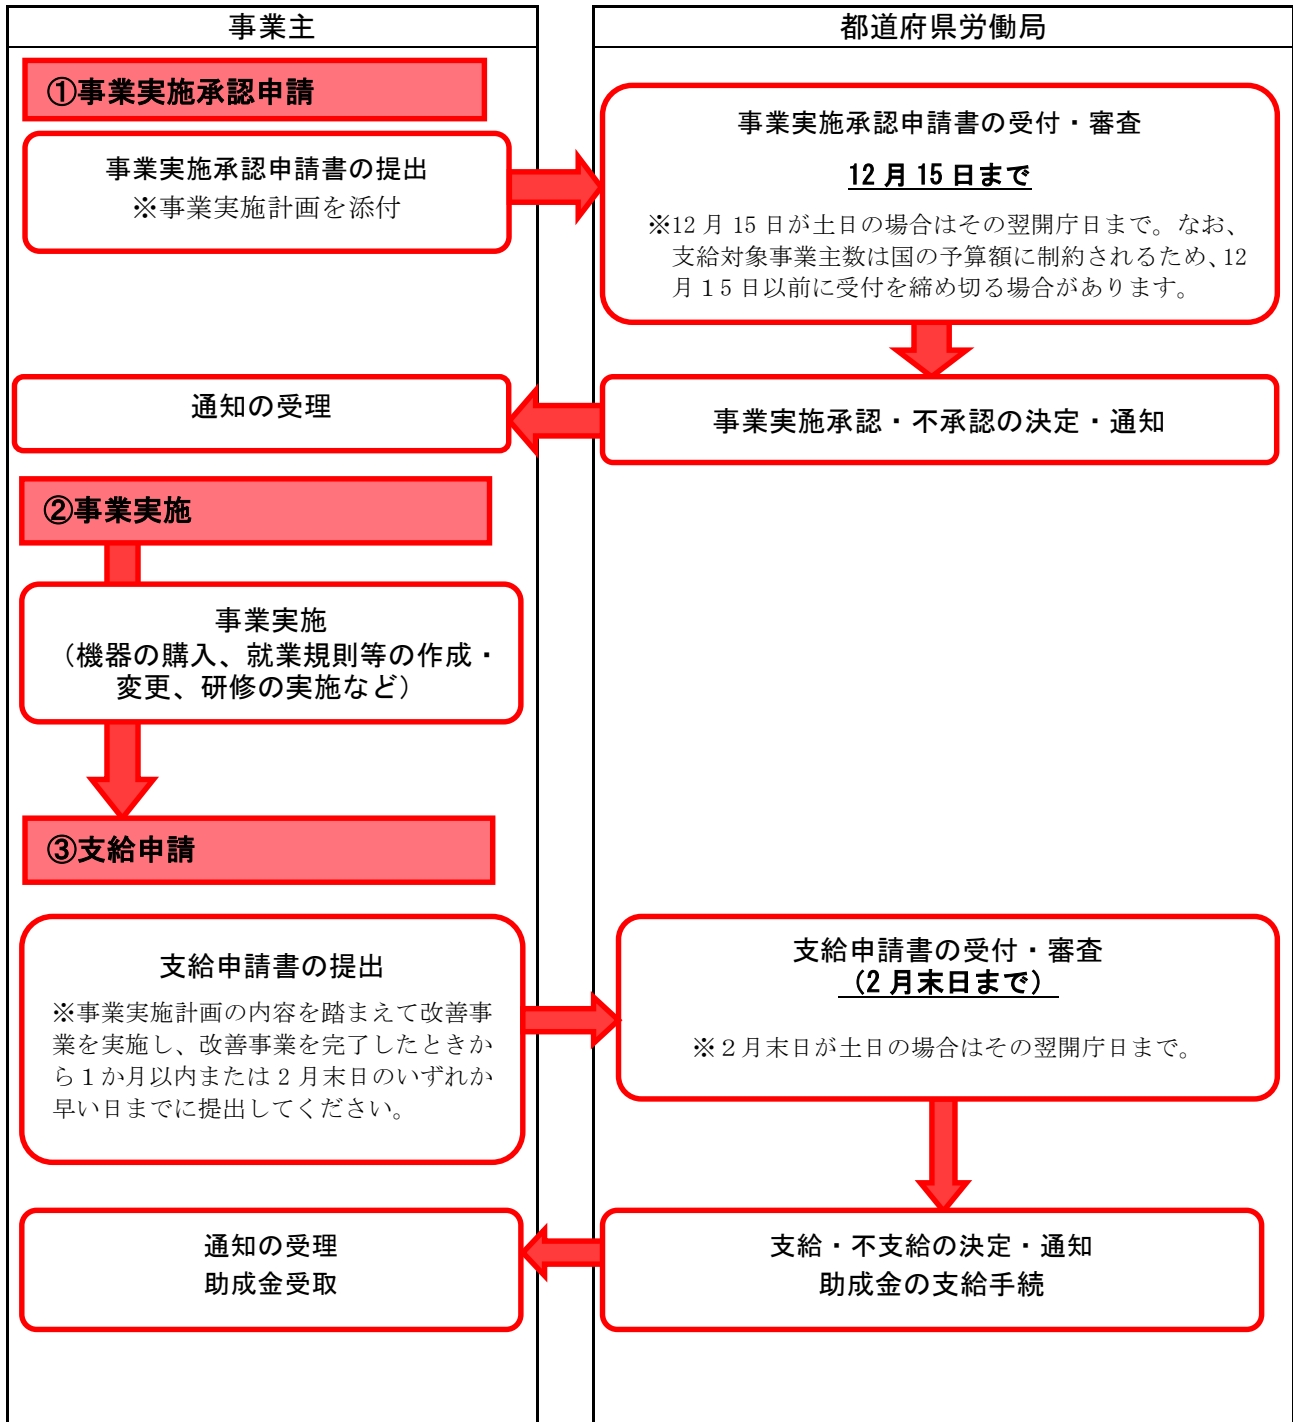 事業主
都道府県労働局
①事業実施承認申請
事業実施承認申請書の提出
※事業実施計画を添付
事業実施承認申請書の受付・審査
12月15日まで
※12月15日が土日の場合はその翌開庁日まで。なお、
支給対象事業主数は国の予算額に制約されるため、12
月15日以前に受付を締め切る場合があります。
通知の受理
事業実施承認・不承認の決定・通知
②事業実施
事業実施
（機器の購入、就業規則等の作成・
変更、研修の実施など）
③支給申請
支給申請書の提出
※事業実施計画の内容を踏まえて改善事
業を実施し、改善事業を完了したときか
ら１か月以内または2月末日のいずれか
早い日までに提出してください。
支給申請書の受付・審査
（2月末日まで）
※２月末日が土日の場合はその翌開庁日まで。
通知の受理
助成金受取
支給・不支給の決定・通知
助成金の支給手続